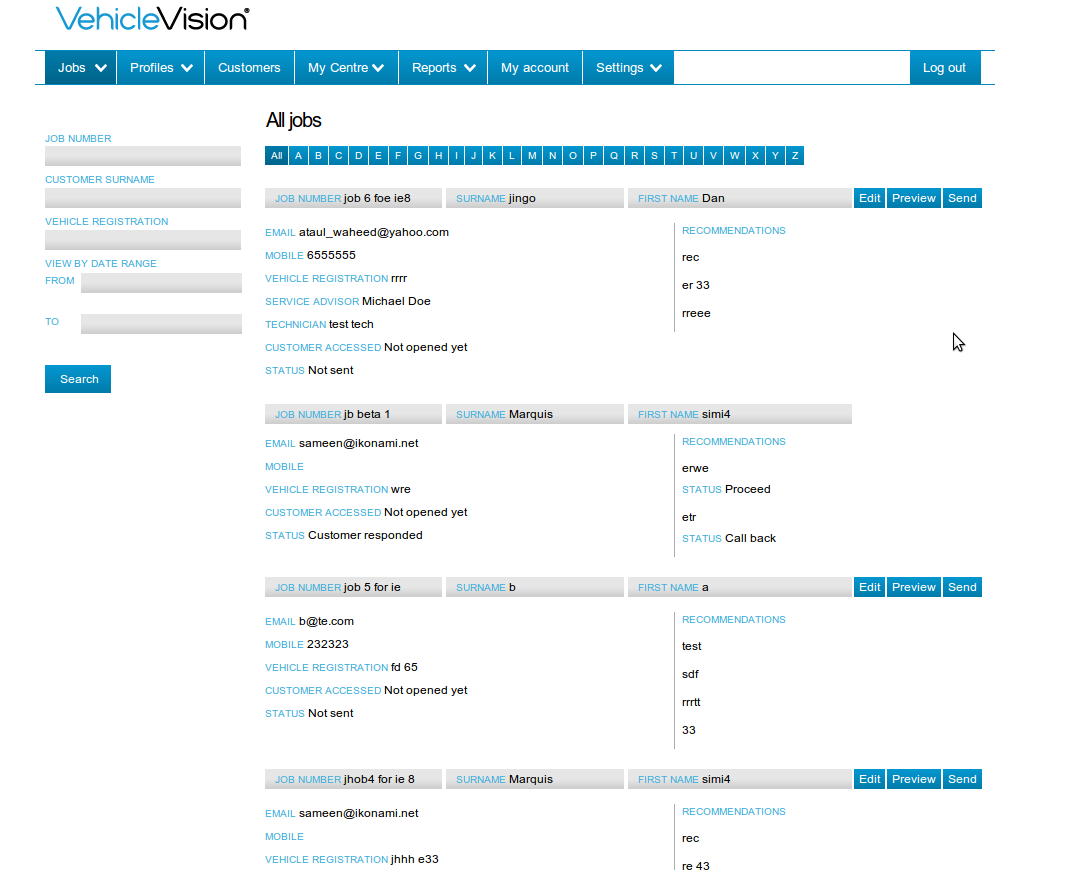 VehicleVision®
Jobs Profiles Customers My Centre Reports My account Settings Log out
All jobs
JOB NUMBER
CUSTOMER SURNAME
VEHICLE REGISTRATION
VIEW BY DATE RANGE
FROM
TO
Search
All A B C D E F G H I J K L M N O P Q R S T U V W X Y Z
JOB NUMBER job 6 foe ie8 SURNAME jingo FIRST NAME Dan Edit Preview Send
EMAIL ataul_waheed@yahoo.com
MOBILE 6555555
VEHICLE REGISTRATION rrrr
SERVICE ADVISOR Michael Doe
TECHNICIAN test tech
CUSTOMER ACCESSED Not opened yet
STATUS Not sent
RECOMMENDATIONS
rec
er 33
rreee
JOB NUMBER jb beta 1 SURNAME Marquis FIRST NAME simi4
EMAIL sameen@ikonami.net
MOBILE
VEHICLE REGISTRATION wre
CUSTOMER ACCESSED Not opened yet
STATUS Customer responded
RECOMMENDATIONS
erwe
STATUS Proceed
etr
STATUS Call back
JOB NUMBER job 5 for ie SURNAME b FIRST NAME a Edit Preview Send
EMAIL b@te.com
MOBILE 232323
VEHICLE REGISTRATION fd 65
CUSTOMER ACCESSED Not opened yet
STATUS Not sent
RECOMMENDATIONS
test
sdf
rrrtt
33
JOB NUMBER jhob4 for ie 8 SURNAME Marquis FIRST NAME simi4 Edit Preview Send
EMAIL sameen@ikonami.net
MOBILE
VEHICLE REGISTRATION jhhh e33
RECOMMENDATIONS
rec
re 43